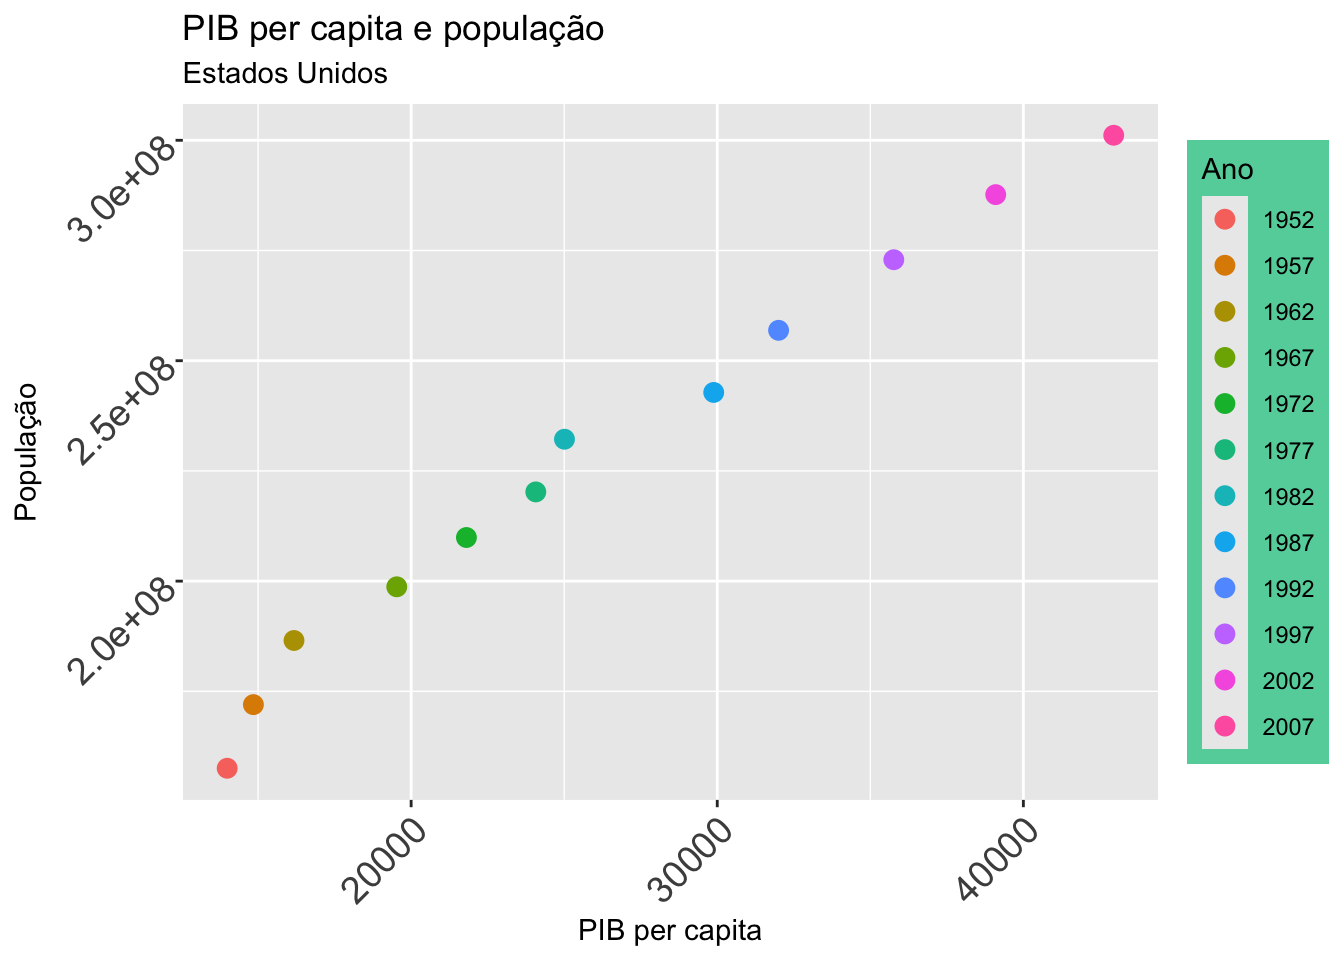 PIB per capita e população
Estados Unidos
População
3.0e+08
2.5e+08
2.0e+08
20000
30000
40000
PIB per capita
Ano
1952
1957
1962
1967
1972
1977
1982
1987
1992
1997
2002
2007